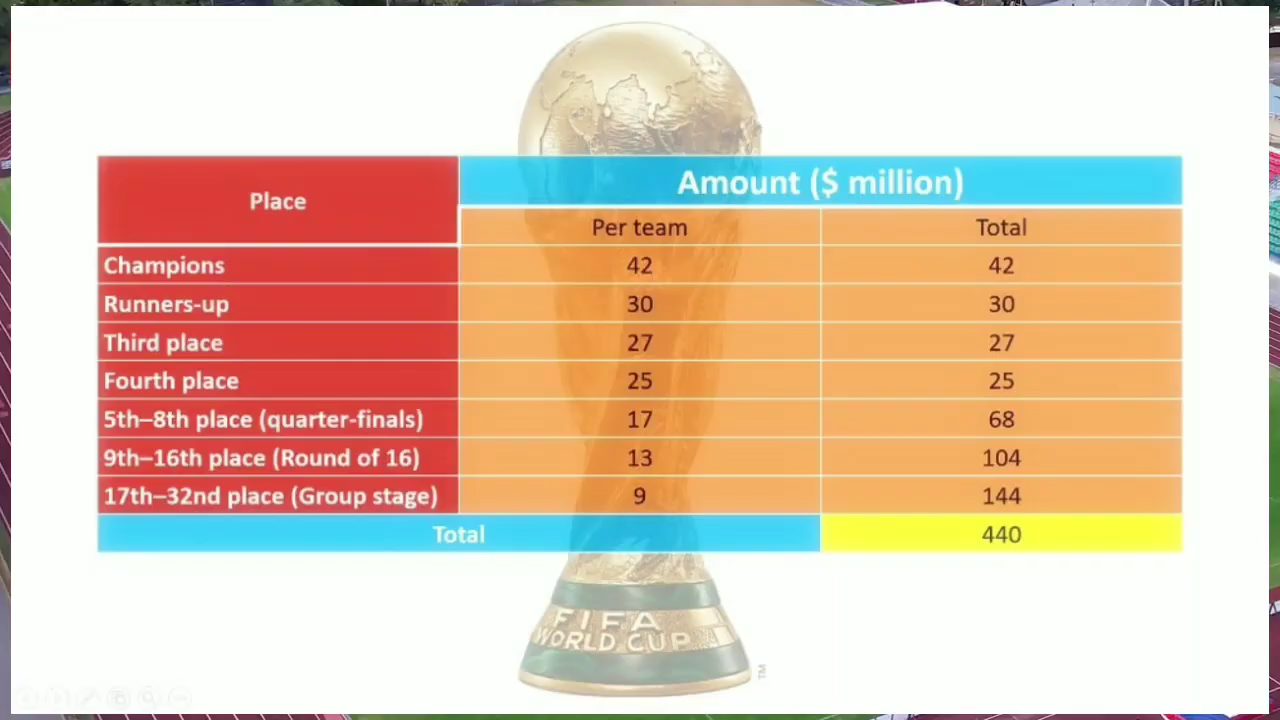 Place
Amount ($ million)
Per team Total
Champions 42 42
Runners-up 30 30
Third place 27 27
Fourth place 25 25
5th–8th place (quarter-finals) 17 68
9th–16th place (Round of 16) 13 104
17th–32nd place (Group stage) 9 144
Total 440
FIFA
WORLD CUP
TM